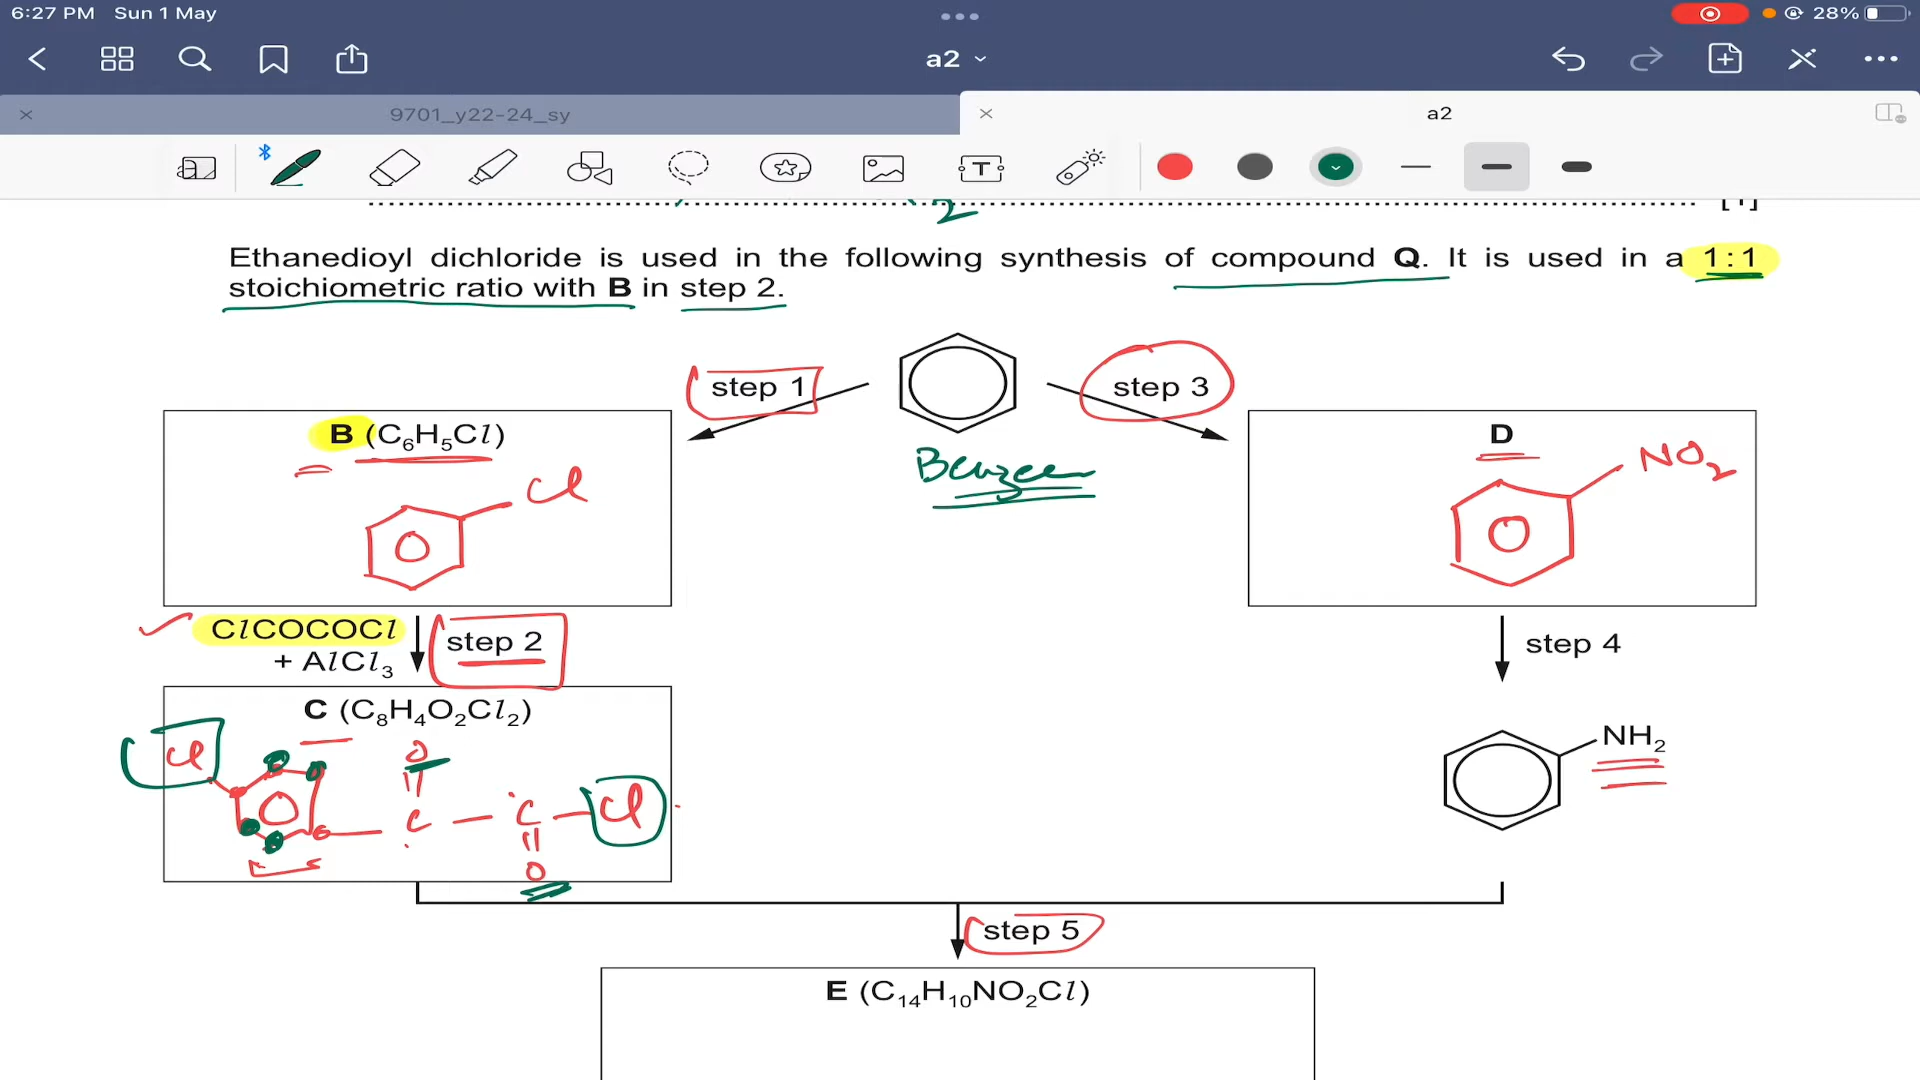 6:27 PM Sun 1 May
28%
a2
9701_y22-24_sy
a2
T
2
[1]
Ethanedioyl dichloride is used in the following synthesis of compound Q. It is used in a 1:1
stoichiometric ratio with B in step 2.
step 1
step 3
B (C₆H₅Cl)
Cl
D
NO₂
ClCOCOCl
+ AlCl₃
step 2
step 4
C (C₈H₄O₂Cl₂)
Cl
O
C
C
Cl
O
NH₂
step 5
E (C₁₄H₁₀NO₂Cl)